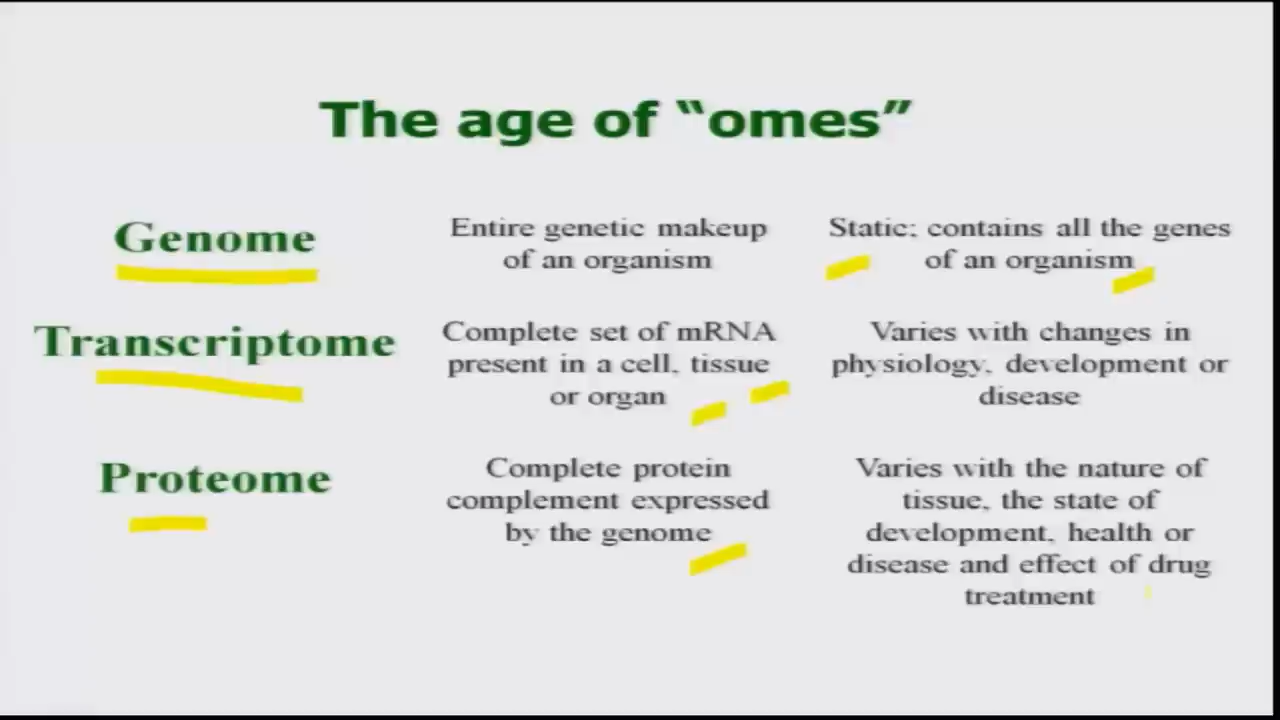 The age of “omes”
Genome
Entire genetic makeup
of an organism
Static; contains all the genes
of an organism
Transcriptome
Complete set of mRNA
present in a cell, tissue
or organ
Varies with changes in
physiology, development or
disease
Proteome
Complete protein
complement expressed
by the genome
Varies with the nature of
tissue, the state of
development, health or
disease and effect of drug
treatment